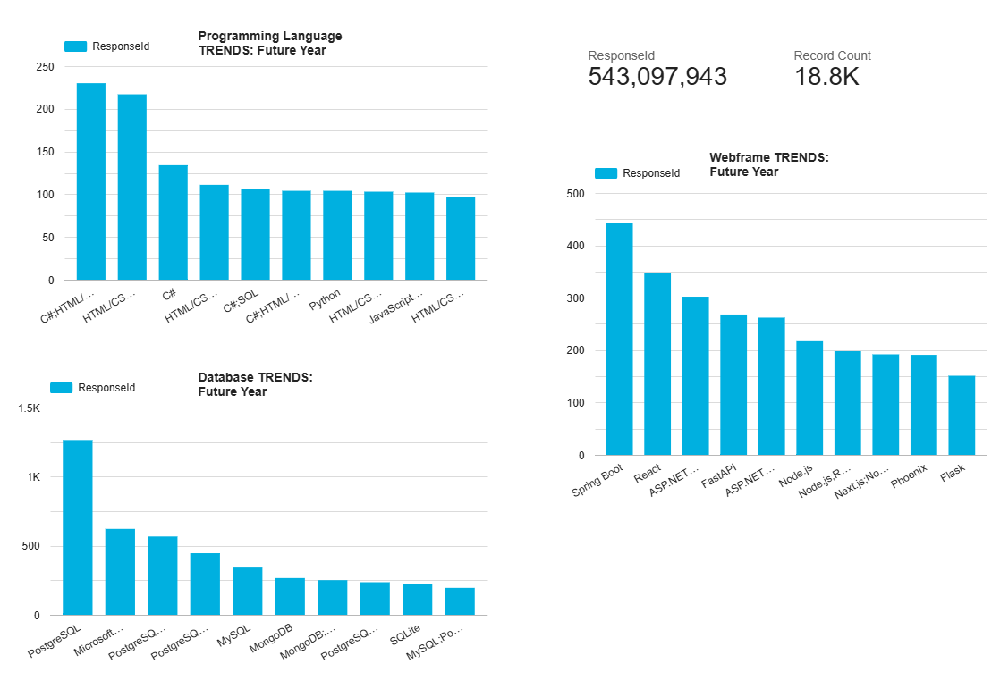 Programming Language
TRENDS: Future Year
ResponseId
250
200
150
100
50
0
C#;HTML/…
HTML/CS…
C#
HTML/CS…
C#;SQL
C#;HTML/…
Python
HTML/CS…
JavaScript…
HTML/CS…
ResponseId
543,097,943
Record Count
18.8K
Webframe TRENDS:
Future Year
ResponseId
500
400
300
200
100
0
Spring Boot
React
ASP.NET…
FastAPI
ASP.NET…
Node.js
Node.js;R…
Next.js;No…
Phoenix
Flask
Database TRENDS:
Future Year
ResponseId
1.5K
1K
500
0
PostgreSQL
Microsoft…
PostgreSQ…
PostgreSQ…
MySQL
MongoDB
MongoDB;…
PostgreSQ…
SQLite
MySQL;Po…